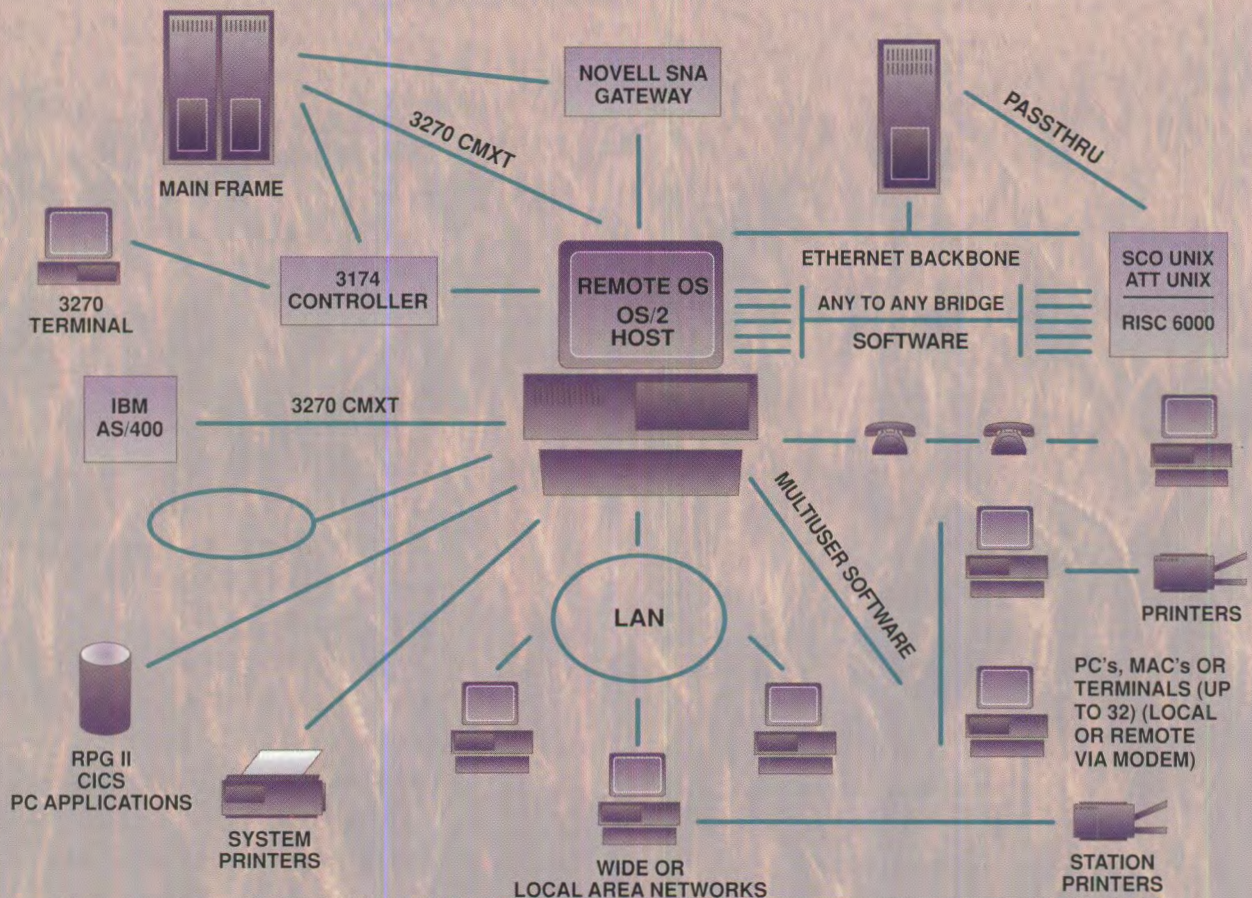 NOVELL SNA
GATEWAY
PASSTHRU
3270 CMXT
MAIN FRAME
3270
TERMINAL
3174
CONTROLLER
REMOTE OS
OS/2
HOST
ETHERNET BACKBONE
ANY TO ANY BRIDGE
SOFTWARE
SCO UNIX
ATT UNIX
RISC 6000
IBM
AS/400
3270 CMXT
MULTIUSER SOFTWARE
LAN
PRINTERS
PC's, MAC's OR
TERMINALS (UP
TO 32) (LOCAL
OR REMOTE
VIA MODEM)
RPG II
CICS
PC APPLICATIONS
SYSTEM
PRINTERS
WIDE OR
LOCAL AREA NETWORKS
STATION
PRINTERS